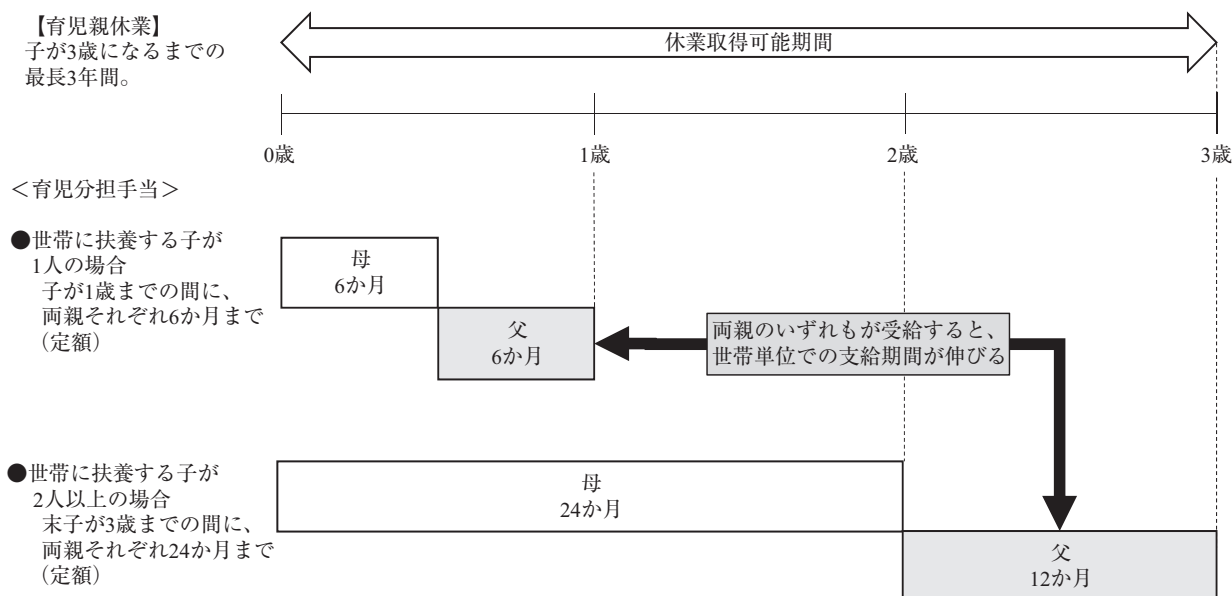 【育児親休業】
子が3歳になるまでの
最長3年間。
休業取得可能期間
0歳
1歳
2歳
3歳
＜育児分担手当＞
●世帯に扶養する子が
1人の場合
子が1歳までの間に、
両親それぞれ6か月まで
（定額）
母
6か月
父
6か月
両親のいずれもが受給すると、
世帯単位での支給期間が伸びる
●世帯に扶養する子が
2人以上の場合
末子が3歳までの間に、
両親それぞれ24か月まで
（定額）
母
24か月
父
12か月